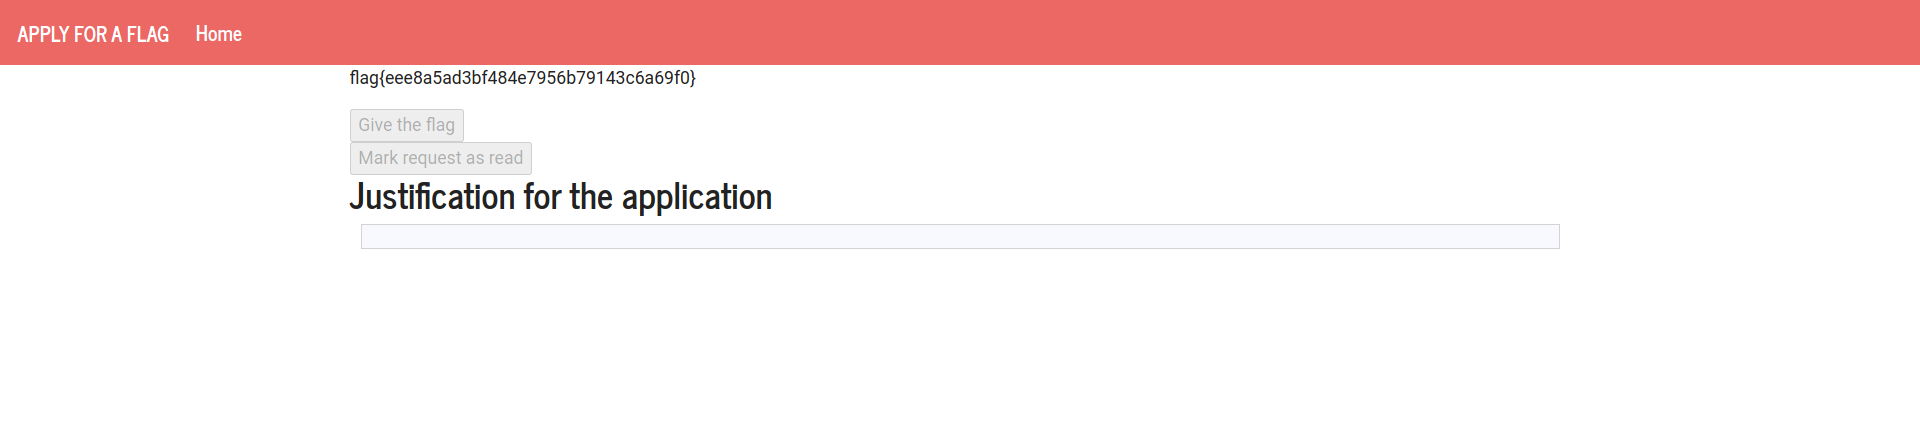 APPLY FOR A FLAG Home
flag{eee8a5ad3bf484e7956b79143c6a69f0}
Give the flag
Mark request as read
Justification for the application